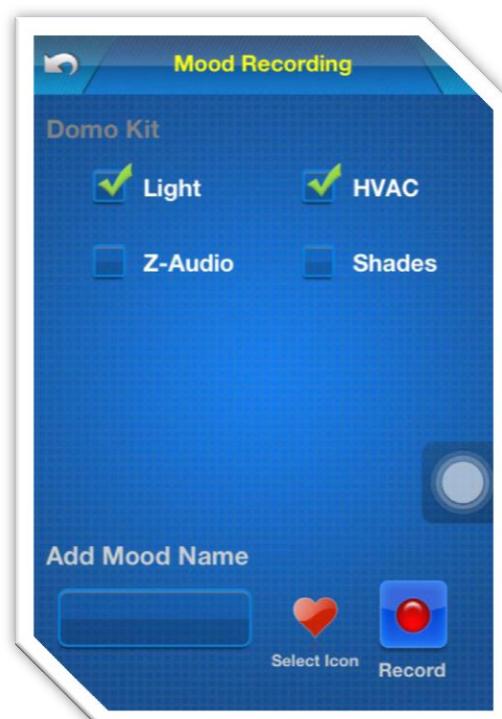 Mood Recording
Domo Kit
Light HVAC
Z-Audio Shades
Add Mood Name
Select Icon Record